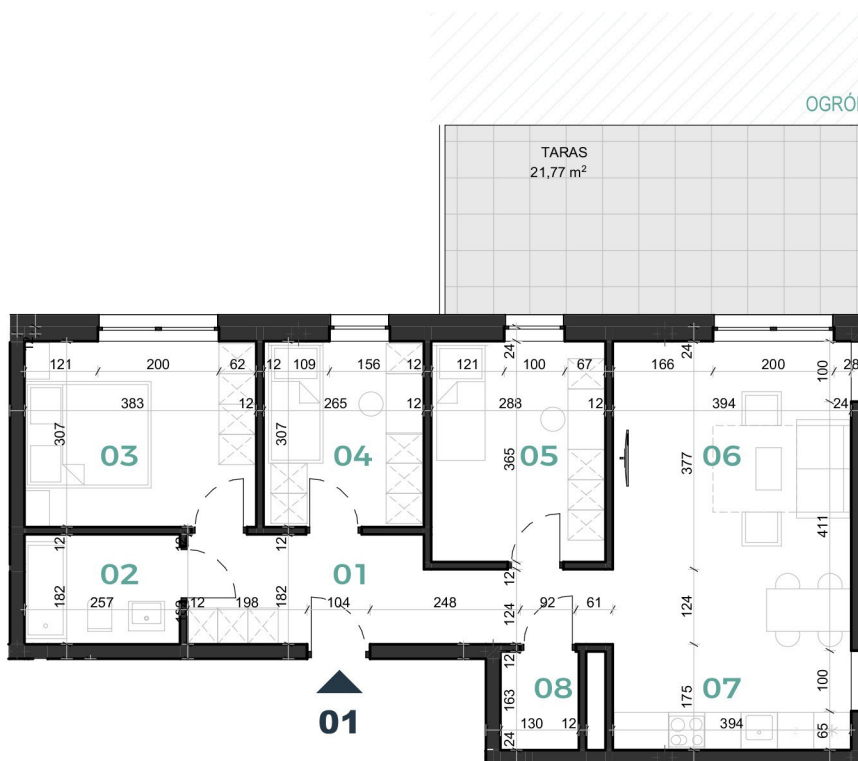 OGRÓ
TARAS
21,77 m²
121 200 62 12 109 156 12 121 100 67 24 166 24 200 100 28
383 12 265 12 288 12 394 24
307 307 365 377 411
03 04 05 06
12 12 12
02 01
182 257 12 198 182 104 248 12 124 92 61 124
01
12 163 08 175 07 100
130 12 394 65
24